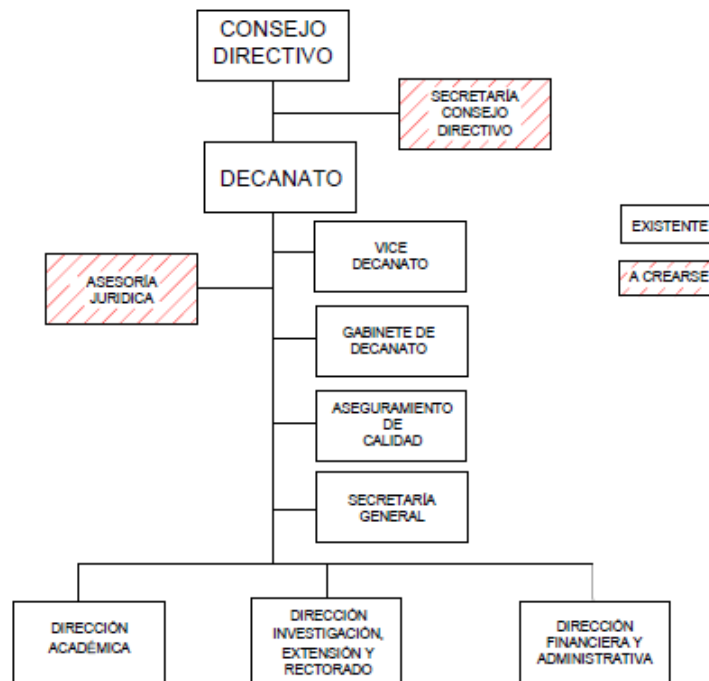 CONSEJO
DIRECTIVO
SECRETARÍA
CONSEJO
DIRECTIVO
DECANATO
EXISTENTE
VICE
DECANATO
ASESORÍA
JURIDICA
A CREARSE
GABINETE DE
DECANATO
ASEGURAMIENTO
DE
CALIDAD
SECRETARÍA
GENERAL
DIRECCIÓN
ACADÉMICA
DIRECCIÓN
INVESTIGACIÓN,
EXTENSIÓN Y
RECTORADO
DIRECCIÓN
FINANCIERA Y
ADMINISTRATIVA